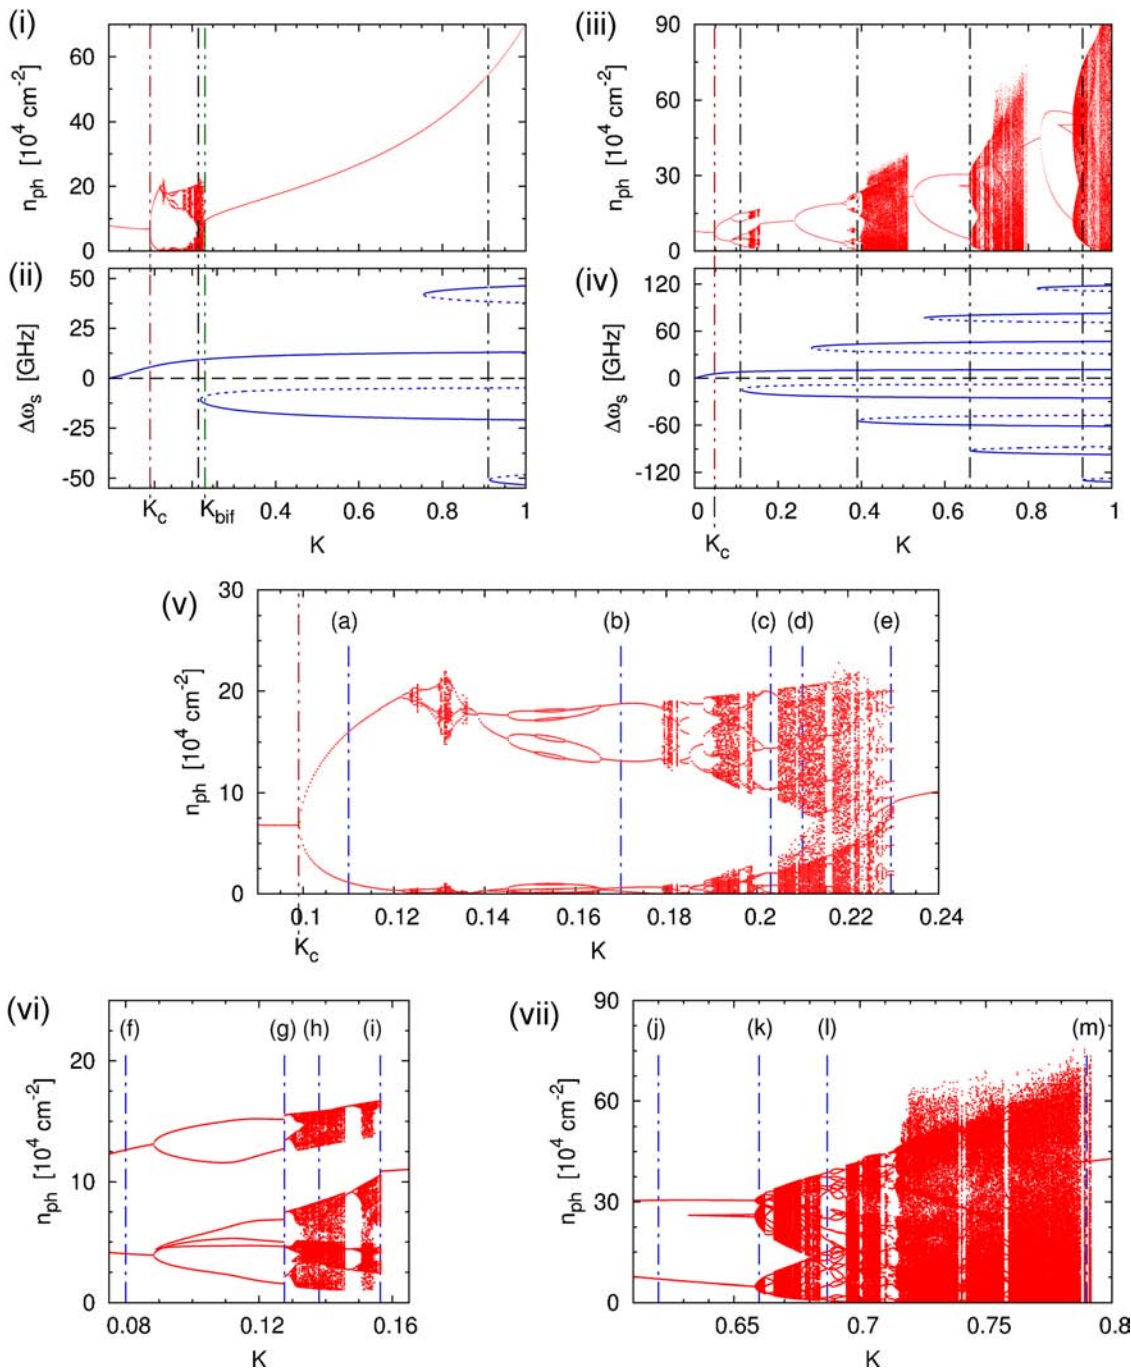 (i)
n_ph [10^4 cm^-2]
60
40
20
0
(ii)
Δω_s [GHz]
50
25
0
-25
-50
K_c K_bif 0.4 0.6 0.8 1
K
(iii)
n_ph [10^4 cm^-2]
90
60
30
0
(iv)
Δω_s [GHz]
120
60
0
-60
-120
0 0.2 0.4 0.6 0.8 1
K_c K
(v)
n_ph [10^4 cm^-2]
30
20
10
0
(a) (b) (c) (d) (e)
0.1 0.12 0.14 0.16 0.18 0.2 0.22 0.24
K_c K
(vi)
n_ph [10^4 cm^-2]
20
10
0
(f) (g) (h) (i)
0.08 0.12 0.16
K
(vii)
n_ph [10^4 cm^-2]
90
60
30
0
(j) (k) (l) (m)
0.65 0.7 0.75 0.8
K